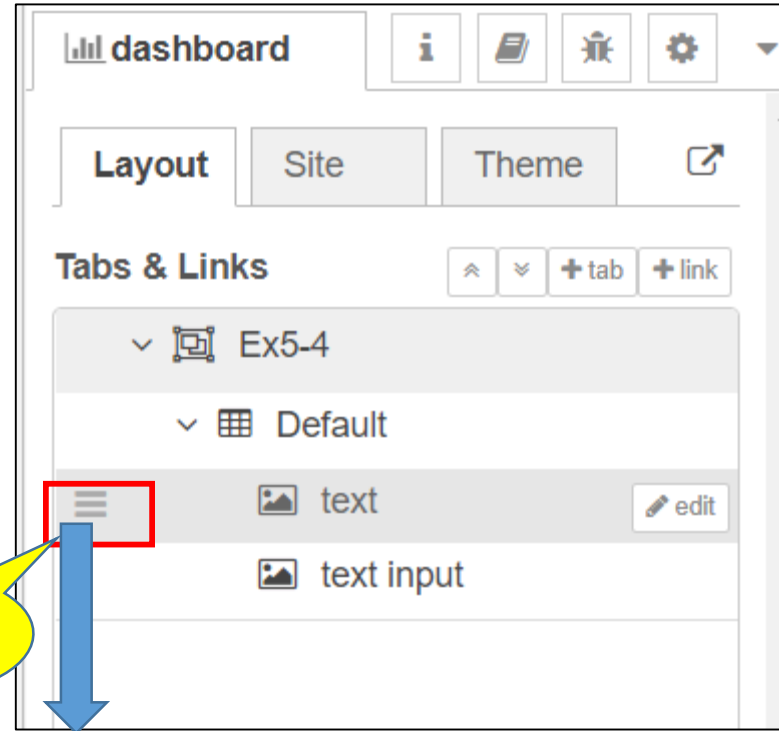 dashboard i
Layout Site Theme
Tabs & Links + tab + link
Ex5-4
Default
text edit
text input